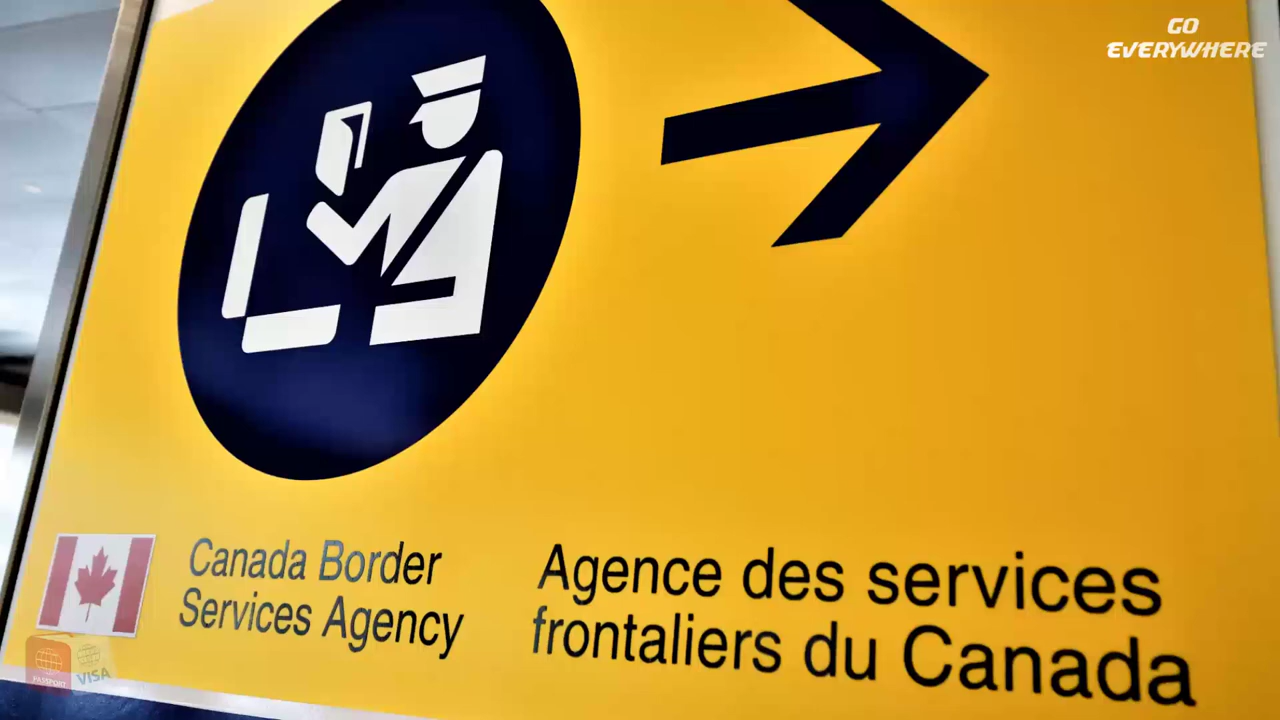 GO
EVERYWHERE
Canada Border
Services Agency
Agence des services
frontaliers du Canada
PASSPORT
VISA